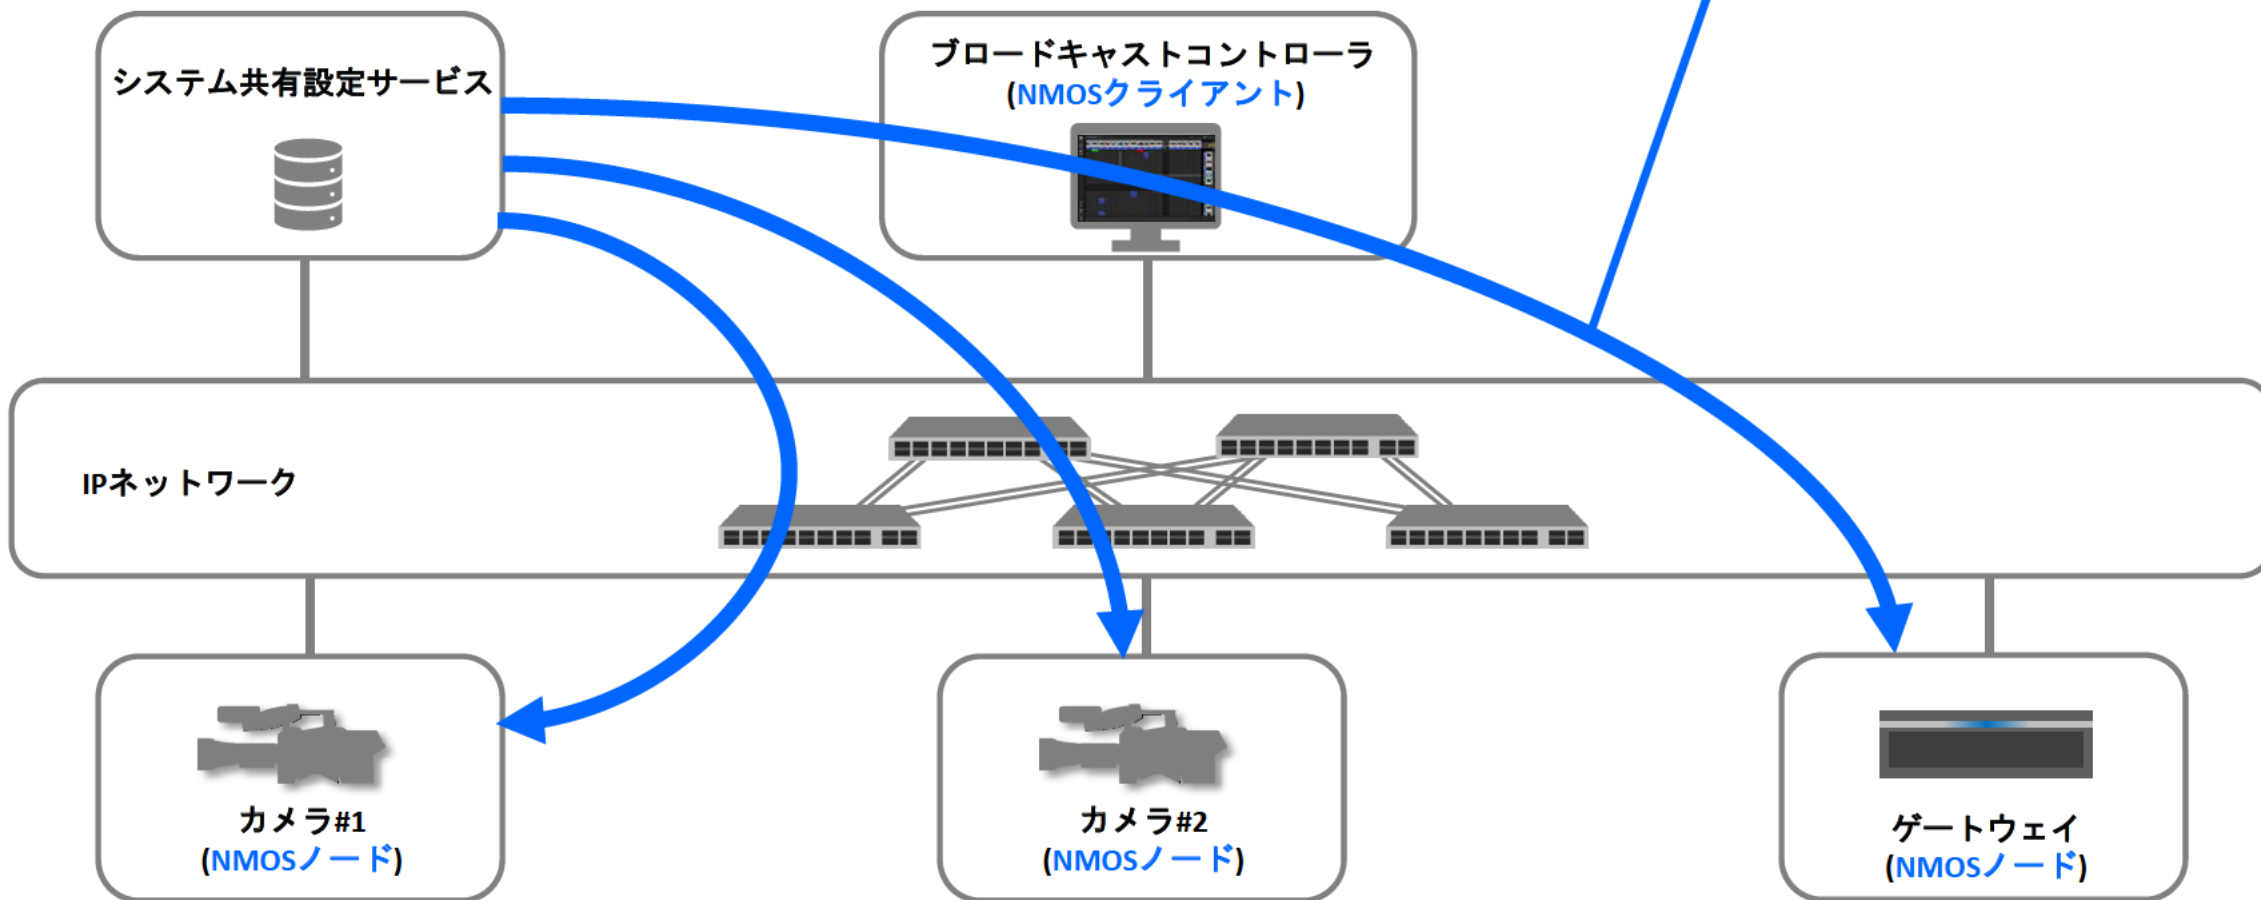 システム共有設定サービス
ブロードキャストコントローラ
(NMOSクライアント)
IPネットワーク
カメラ#1
(NMOSノード)
カメラ#2
(NMOSノード)
ゲートウェイ
(NMOSノード)